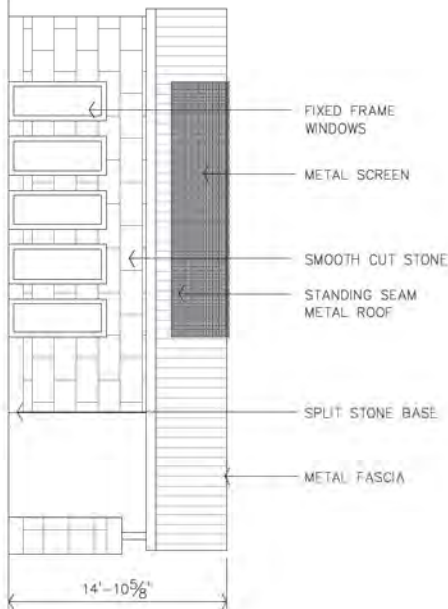 FIXED FRAME
WINDOWS
METAL SCREEN
SMOOTH CUT STONE
STANDING SEAM
METAL ROOF
SPLIT STONE BASE
METAL FASCIA
14'-10⅝"